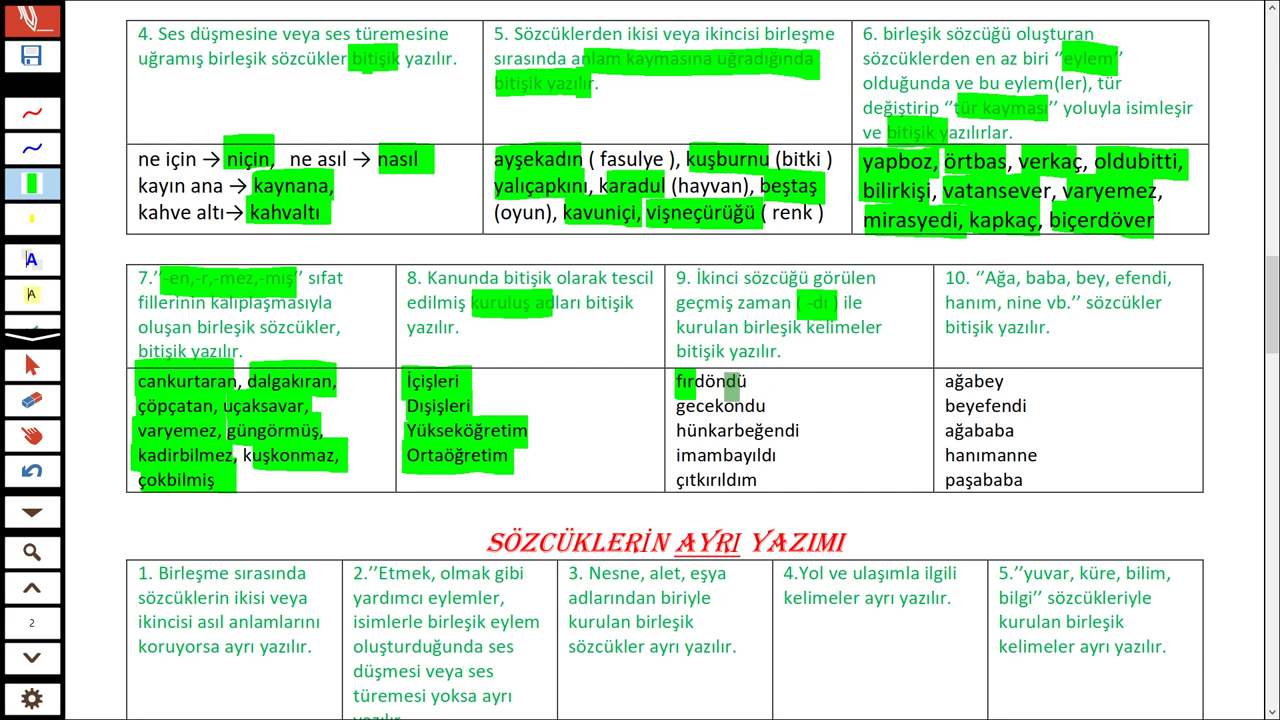 4. Ses düşmesine veya ses türemesine
uğramış birleşik sözcükler bitişik yazılır.
5. Sözcüklerden ikisi veya ikincisi birleşme
sırasında anlam kaymasına uğradığında
bitişik yazılır.
6. birleşik sözcüğü oluşturan
sözcüklerden en az biri ‘’eylem’’
olduğunda ve bu eylem(ler), tür
değiştirip ‘’tür kayması’’ yoluyla isimleşir
ve bitişik yazılırlar.
ne için → niçin, ne asıl → nasıl
kayın ana → kaynana,
kahve altı→ kahvaltı
ayşekadın ( fasulye ), kuşburnu (bitki )
yalıçapkını, karadul (hayvan), beştaş
(oyun), kavuniçi, vişneçürüğü ( renk )
yapboz, örtbas, verkaç, oldubitti,
bilirkişi, vatansever, varyemez,
mirasyedi, kapkaç, biçerdöver
7.’’-en,-r,-mez,-mış’’ sıfat
fillerinin kalıplaşmasıyla
oluşan birleşik sözcükler,
bitişik yazılır.
8. Kanunda bitişik olarak tescil
edilmiş kuruluş adları bitişik
yazılır.
9. İkinci sözcüğü görülen
geçmiş zaman ( -dı ) ile
kurulan birleşik kelimeler
bitişik yazılır.
10. ‘’Ağa, baba, bey, efendi,
hanım, nine vb.’’ sözcükler
bitişik yazılır.
cankurtaran, dalgakıran,
çöpçatan, uçaksavar,
varyemez, güngörmüş,
kadirbilmez, kuşkonmaz,
çokbilmiş
İçişleri
Dışişleri
Yükseköğretim
Ortaöğretim
fırdöndü
gecekondu
hünkarbeğendi
imambayıldı
çıtkırıldım
ağabey
beyefendi
ağababa
hanımanne
paşababa
SÖZCÜKLERİN AYRI YAZIMI
1. Birleşme sırasında
sözcüklerin ikisi veya
ikincisi asıl anlamlarını
koruyorsa ayrı yazılır.
2.’’Etmek, olmak gibi
yardımcı eylemler,
isimlerle birleşik eylem
oluşturduğunda ses
düşmesi veya ses
türemesi yoksa ayrı
yazılır.
3. Nesne, alet, eşya
adlarından biriyle
kurulan birleşik
sözcükler ayrı yazılır.
4.Yol ve ulaşımla ilgili
kelimeler ayrı yazılır.
5.’’yuvar, küre, bilim,
bilgi’’ sözcükleriyle
kurulan birleşik
kelimeler ayrı yazılır.
A
A
2